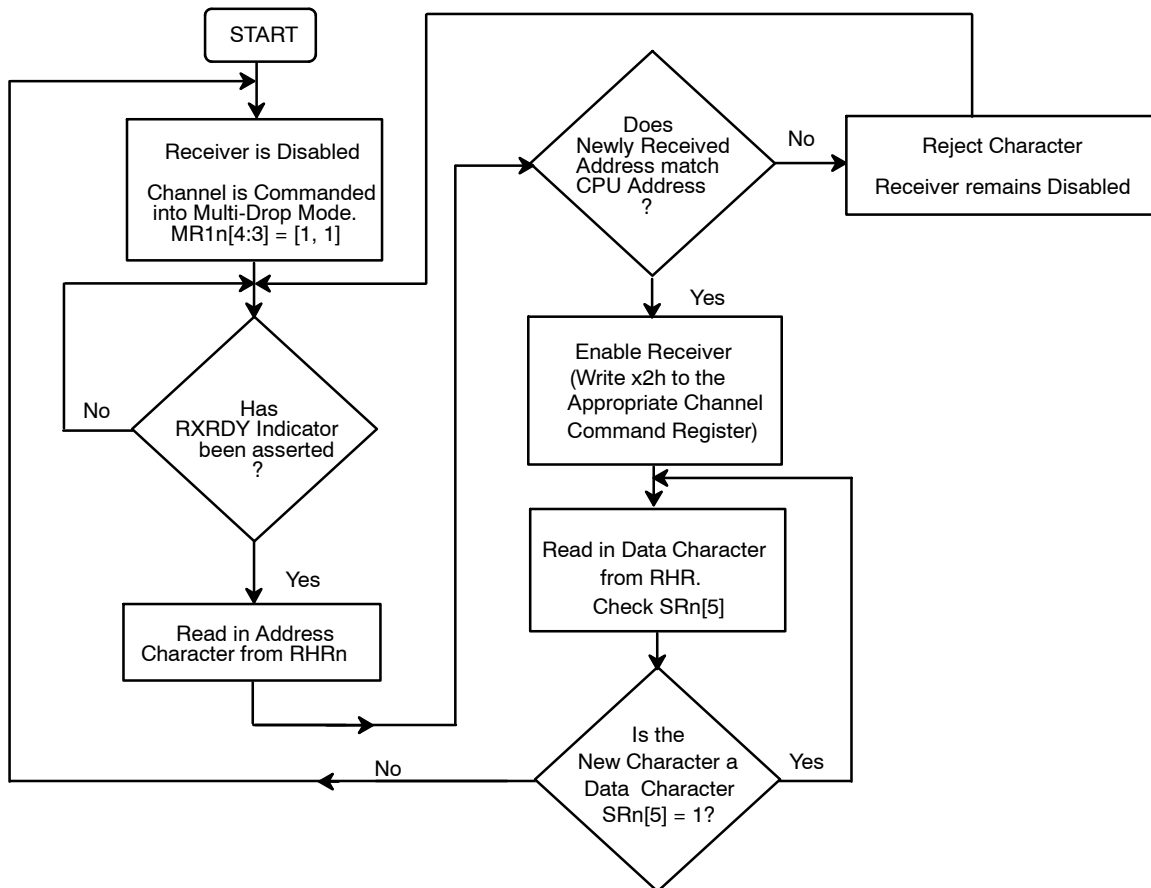 START
Receiver is Disabled
Channel is Commanded
into Multi-Drop Mode.
MR1n[4:3] = [1, 1]
No
Has
RXRDY Indicator
been asserted
?
Yes
Read in Address
Character from RHRn
Does
Newly Received
Address match
CPU Address
?
No
Reject Character
Receiver remains Disabled
Yes
Enable Receiver
(Write x2h to the
Appropriate Channel
Command Register)
Read in Data Character
from RHR.
Check SRn[5]
Is the
New Character a
Data Character
SRn[5] = 1?
Yes
No